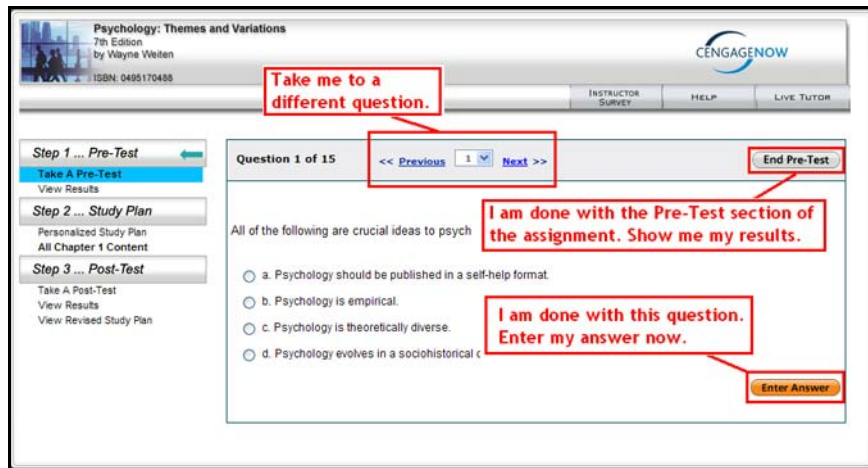 Psychology: Themes and Variations
7th Edition
by Wayne Weiten
ISBN: 0495170488
CENGAGENOW
Take me to a
different question.
INSTRUCTOR
SURVEY
HELP
LIVE TUTOR
Step 1 ... Pre-Test
Take A Pre-Test
View Results
Step 2 ... Study Plan
Personalized Study Plan
All Chapter 1 Content
Step 3 ... Post-Test
Take A Post-Test
View Results
View Revised Study Plan
Question 1 of 15
<< Previous 1 Next >>
End Pre-Test
I am done with the Pre-Test section of
the assignment. Show me my results.
All of the following are crucial ideas to psych
a. Psychology should be published in a self-help format.
b. Psychology is empirical.
c. Psychology is theoretically diverse.
d. Psychology evolves in a sociohistorical c
I am done with this question.
Enter my answer now.
Enter Answer